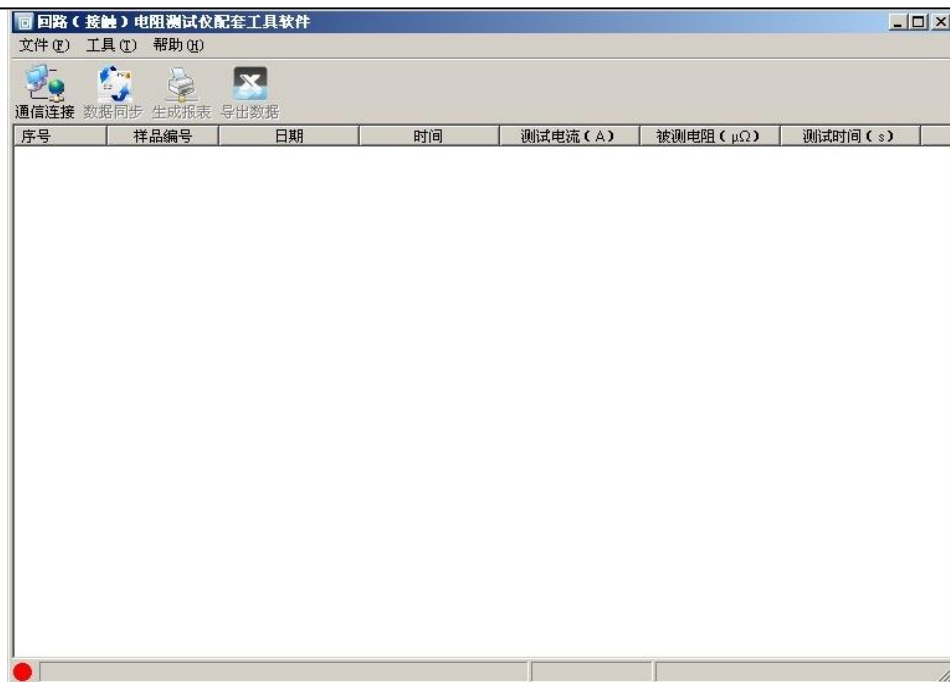 回路（接触）电阻测试仪配套工具软件
文件(F) 工具(T) 帮助(H)
通信连接 数据同步 生成报表 导出数据
序号 样品编号 日期 时间 测试电流（A） 被测电阻（μΩ） 测试时间（s）